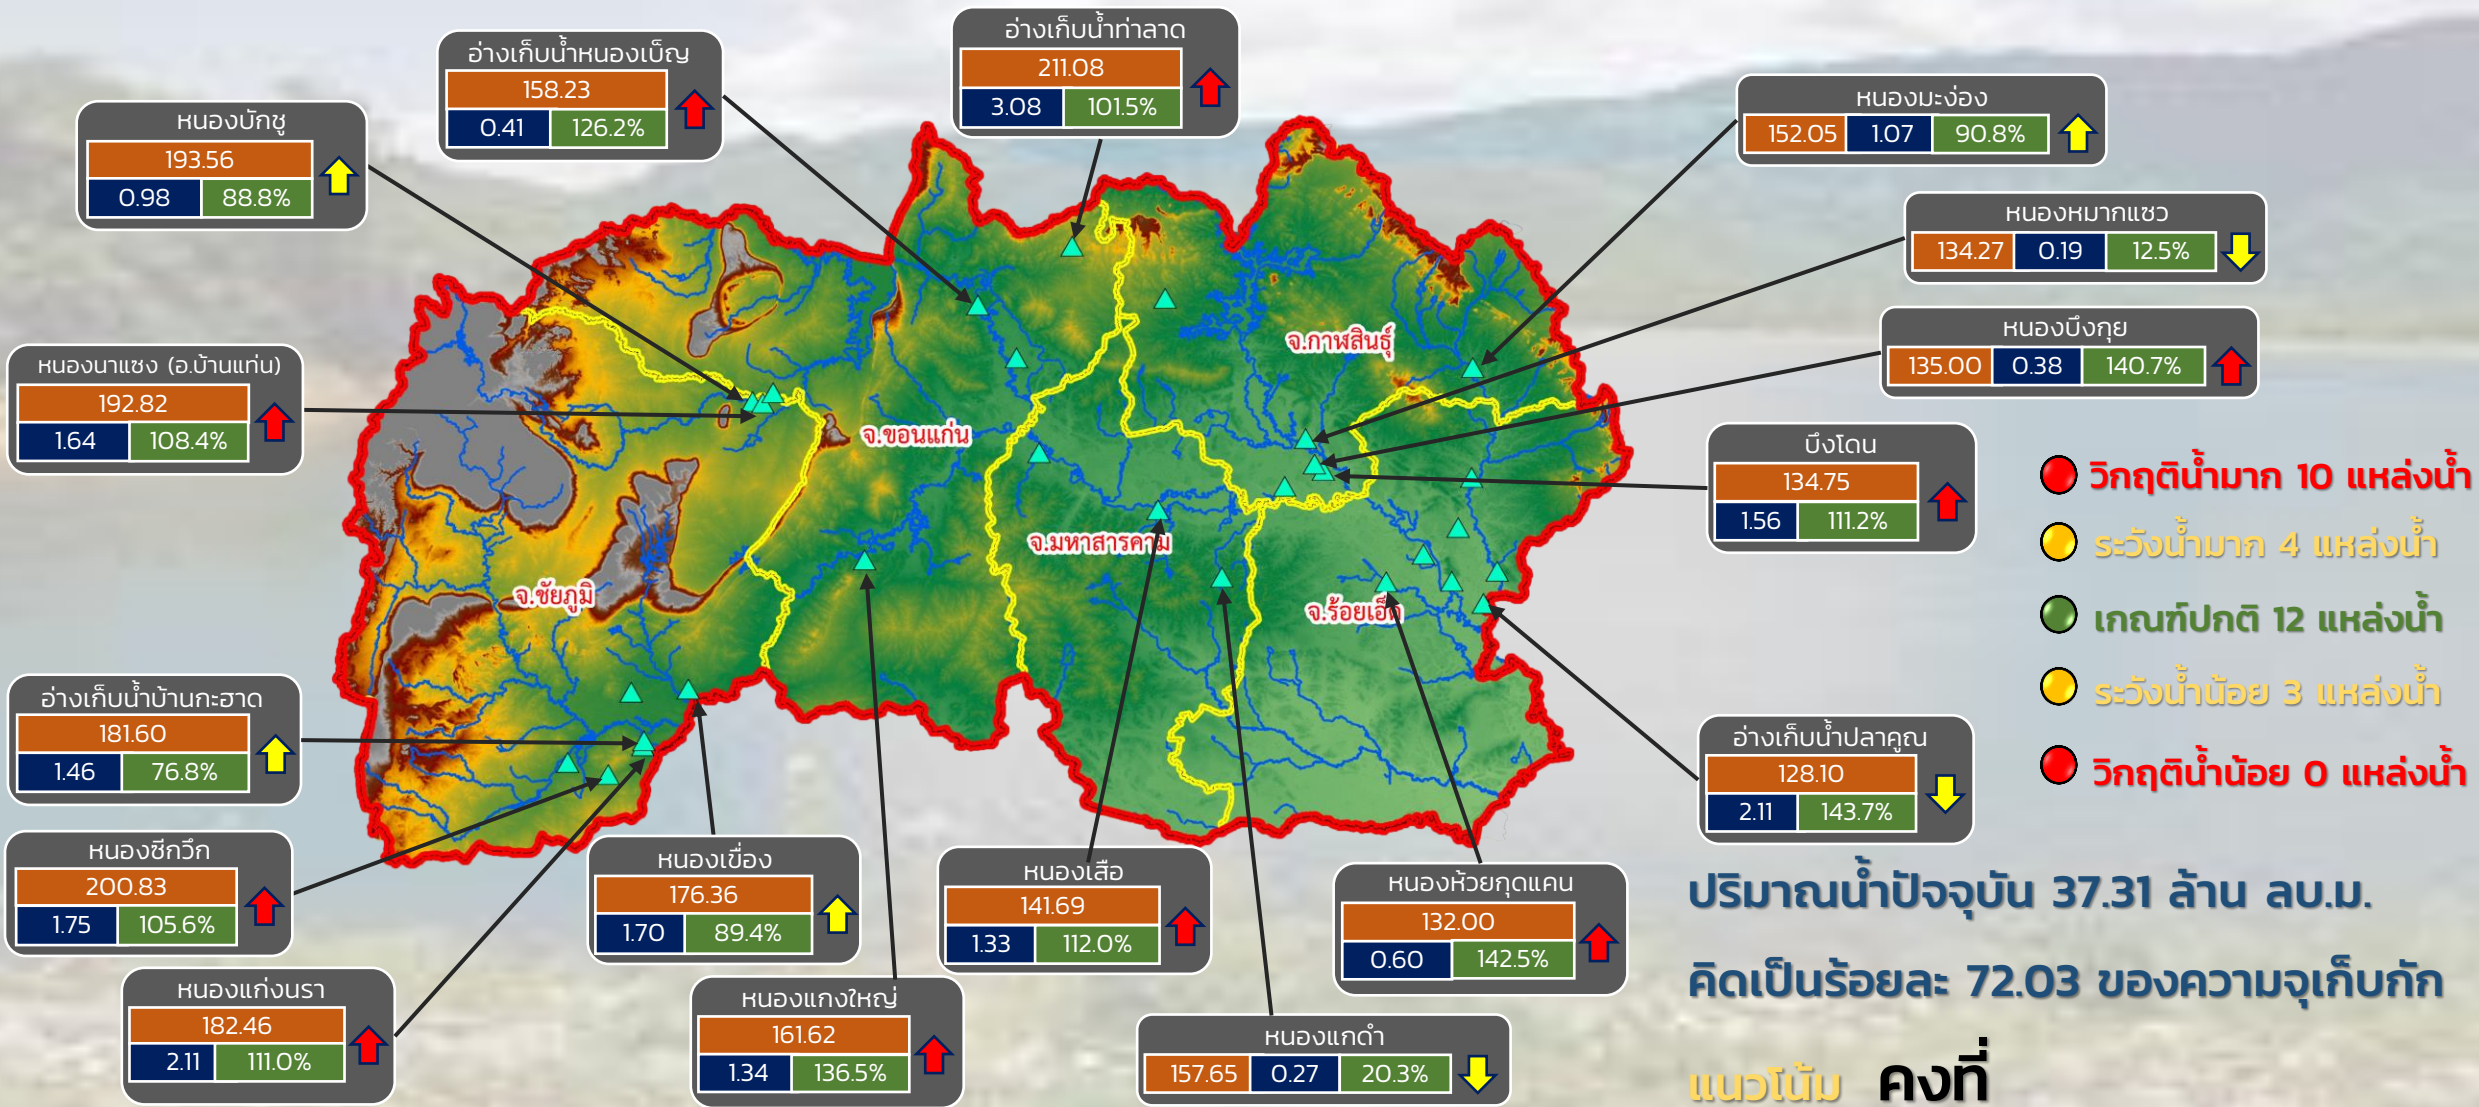 อ่างเก็บน้ำท่าลาด
211.08
3.08 101.5%
อ่างเก็บน้ำหนองเบ็ญ
158.23
0.41 126.2%
หนองบักชู
193.56
0.98 88.8%
หนองมะง่อง
152.05 1.07 90.8%
หนองหมากแซว
134.27 0.19 12.5%
หนองบึงกุย
135.00 0.38 140.7%
หนองนาแซง (อ.บ้านแท่น)
192.82
1.64 108.4%
บึงโดน
134.75
1.56 111.2%
จ.กาฬสินธุ์
จ.ขอนแก่น
จ.มหาสารคาม
จ.ชัยภูมิ
จ.ร้อยเอ็ด
วิกฤติน้ำมาก 10 แหล่งน้ำ
ระวังน้ำมาก 4 แหล่งน้ำ
เกณฑ์ปกติ 12 แหล่งน้ำ
ระวังน้ำน้อย 3 แหล่งน้ำ
วิกฤติน้ำน้อย 0 แหล่งน้ำ
อ่างเก็บน้ำบ้านกะฮาด
181.60
1.46 76.8%
อ่างเก็บน้ำปลาคูณ
128.10
2.11 143.7%
หนองซีกวึก
200.83
1.75 105.6%
หนองเขื่อง
176.36
1.70 89.4%
หนองเสือ
141.69
1.33 112.0%
หนองห้วยกุดแคน
132.00
0.60 142.5%
หนองแก่งนรา
182.46
2.11 111.0%
หนองแกงใหญ่
161.62
1.34 136.5%
หนองแกดำ
157.65 0.27 20.3%
ปริมาณน้ำปัจจุบัน 37.31 ล้าน ลบ.ม.
คิดเป็นร้อยละ 72.03 ของความจุเก็บกัก
แนวโน้ม คงที่